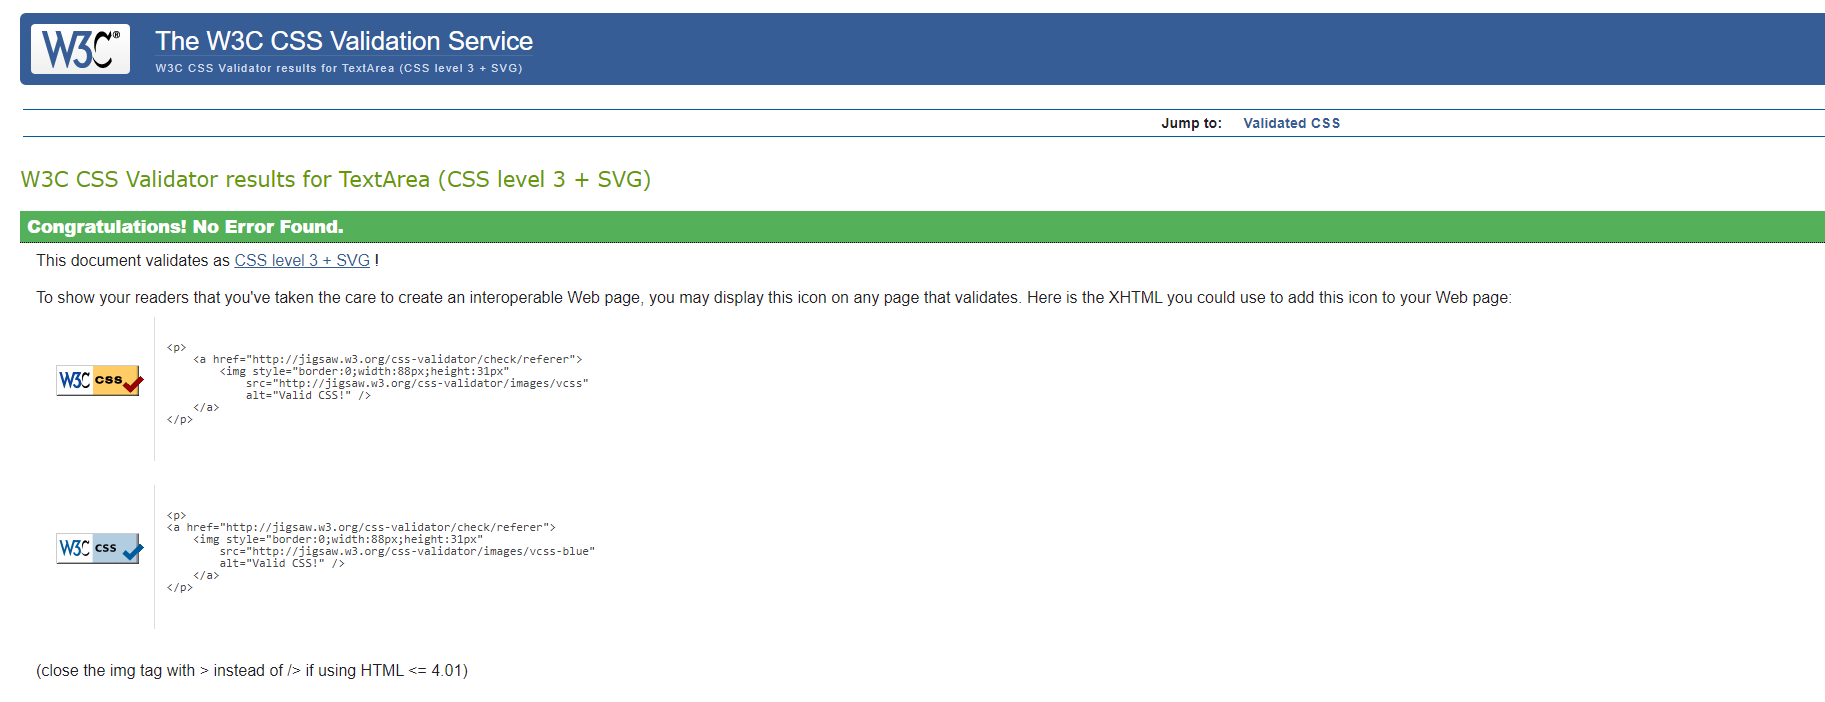 W3C®
The W3C CSS Validation Service
W3C CSS Validator results for TextArea (CSS level 3 + SVG)
Jump to: Validated CSS
W3C CSS Validator results for TextArea (CSS level 3 + SVG)
Congratulations! No Error Found.
This document validates as CSS level 3 + SVG !
To show your readers that you've taken the care to create an interoperable Web page, you may display this icon on any page that validates. Here is the XHTML you could use to add this icon to your Web page:
W3C css
<p>
<a href="http://jigsaw.w3.org/css-validator/check/referer">
<img style="border:0;width:88px;height:31px"
src="http://jigsaw.w3.org/css-validator/images/vcss"
alt="Valid CSS!" />
</a>
</p>
W3C css
<p>
<a href="http://jigsaw.w3.org/css-validator/check/referer">
<img style="border:0;width:88px;height:31px"
src="http://jigsaw.w3.org/css-validator/images/vcss-blue"
alt="Valid CSS!" />
</a>
</p>
(close the img tag with > instead of /> if using HTML <= 4.01)